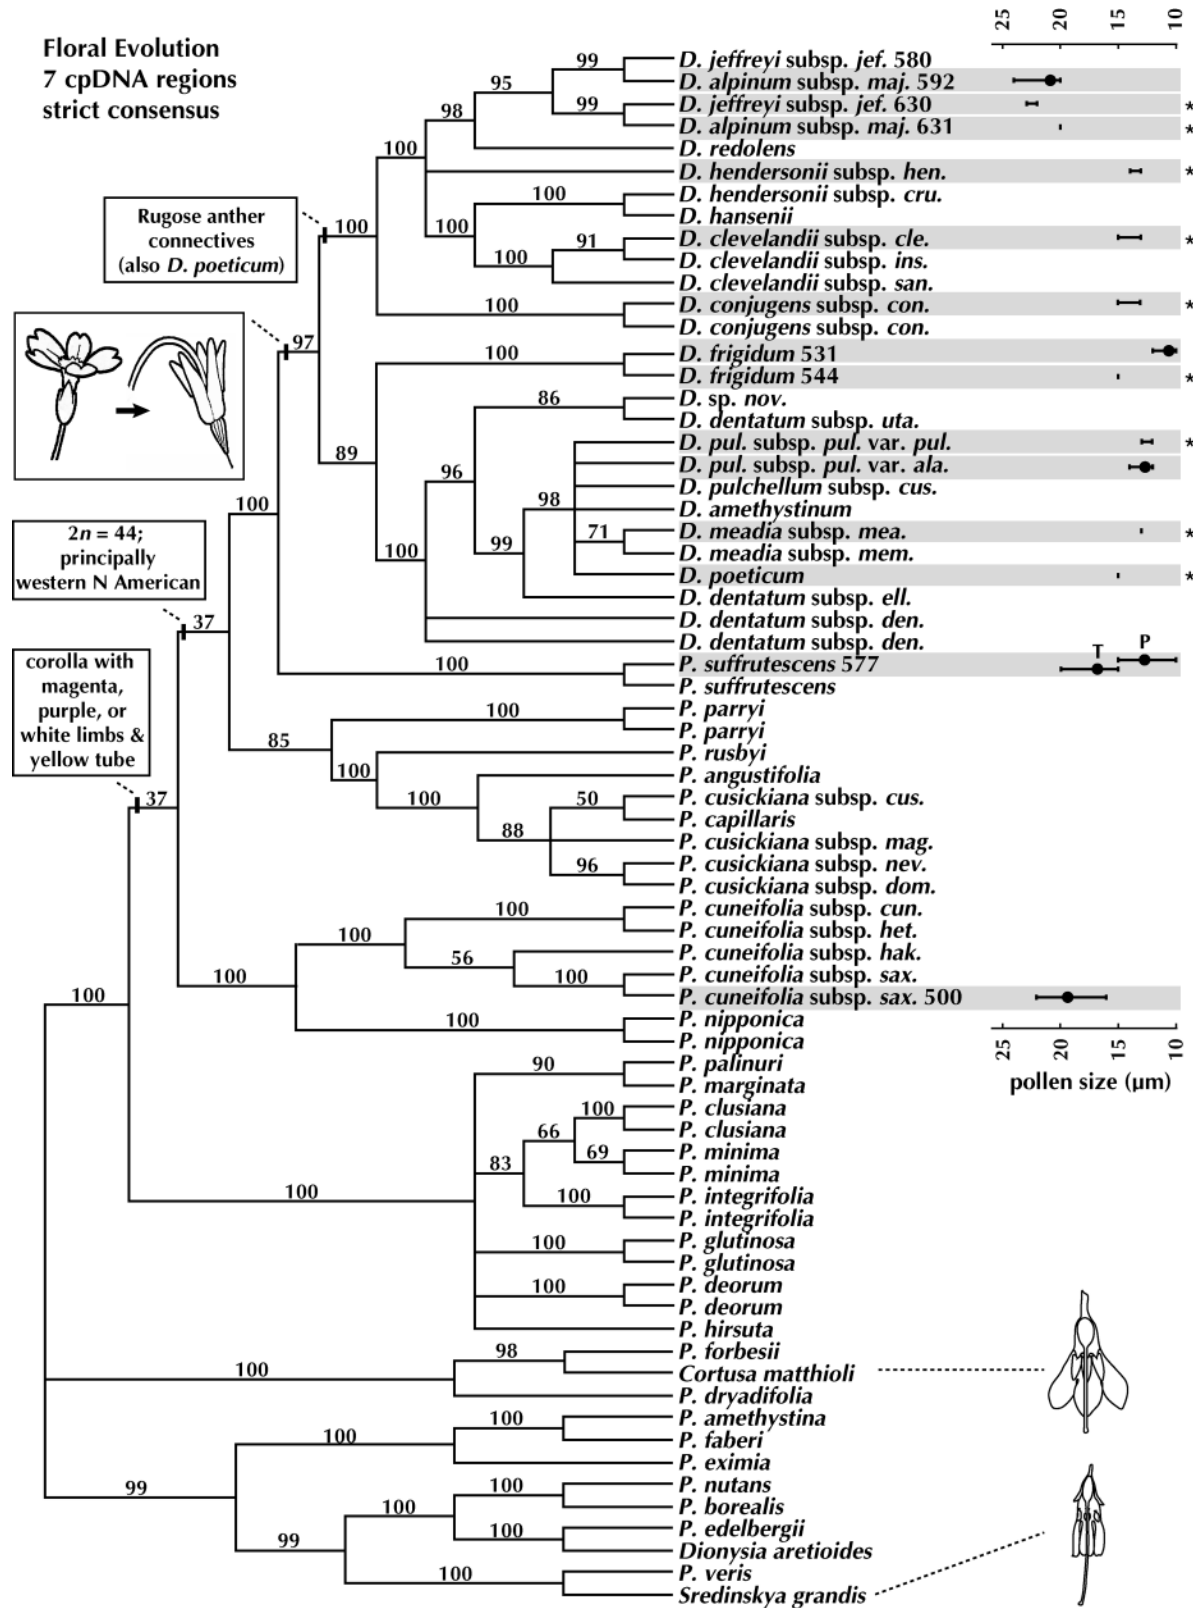 Floral Evolution
7 cpDNA regions
strict consensus
25
20
15
10
99
D. jeffreyi subsp. jef. 580
95
D. alpinum subsp. maj. 592
98
99
D. jeffreyi subsp. jef. 630
*
D. alpinum subsp. maj. 631
*
100
D. redolens
D. hendersonii subsp. hen.
*
Rugose anther
connectives
(also D. poeticum)
100
100
D. hendersonii subsp. cru.
D. hansenii
100
91
D. clevelandii subsp. cle.
*
100
D. clevelandii subsp. ins.
D. clevelandii subsp. san.
100
D. conjugens subsp. con.
*
D. conjugens subsp. con.
97
100
D. frigidum 531
D. frigidum 544
*
86
D. sp. nov.
D. dentatum subsp. uta.
89
96
D. pul. subsp. pul. var. pul.
*
D. pul. subsp. pul. var. ala.
100
98
D. pulchellum subsp. cus.
D. amethystinum
2n = 44;
principally
western N American
100
99
71
D. meadia subsp. mea.
*
D. meadia subsp. mem.
D. poeticum
*
D. dentatum subsp. ell.
37
D. dentatum subsp. den.
D. dentatum subsp. den.
T
P
corolla with
magenta,
purple, or
white limbs &
yellow tube
100
P. suffrutescens 577
P. suffrutescens
100
P. parryi
P. parryi
85
100
P. rusbyi
P. angustifolia
37
100
50
P. cusickiana subsp. cus.
P. capillaris
88
P. cusickiana subsp. mag.
96
P. cusickiana subsp. nev.
P. cusickiana subsp. dom.
100
P. cuneifolia subsp. cun.
100
P. cuneifolia subsp. het.
56
P. cuneifolia subsp. hak.
100
100
100
P. cuneifolia subsp. sax.
P. cuneifolia subsp. sax. 500
100
P. nipponica
P. nipponica
25
20
15
10
pollen size (µm)
90
P. palinuri
P. marginata
100
P. clusiana
66
P. clusiana
83
69
P. minima
P. minima
100
100
P. integrifolia
P. integrifolia
100
P. glutinosa
P. glutinosa
100
P. deorum
P. deorum
P. hirsuta
98
P. forbesii
100
Cortusa matthioli
P. dryadifolia
100
P. amethystina
100
P. faberi
P. eximia
99
100
P. nutans
100
P. borealis
99
100
P. edelbergii
Dionysia aretioides
100
P. veris
Sredinskya grandis